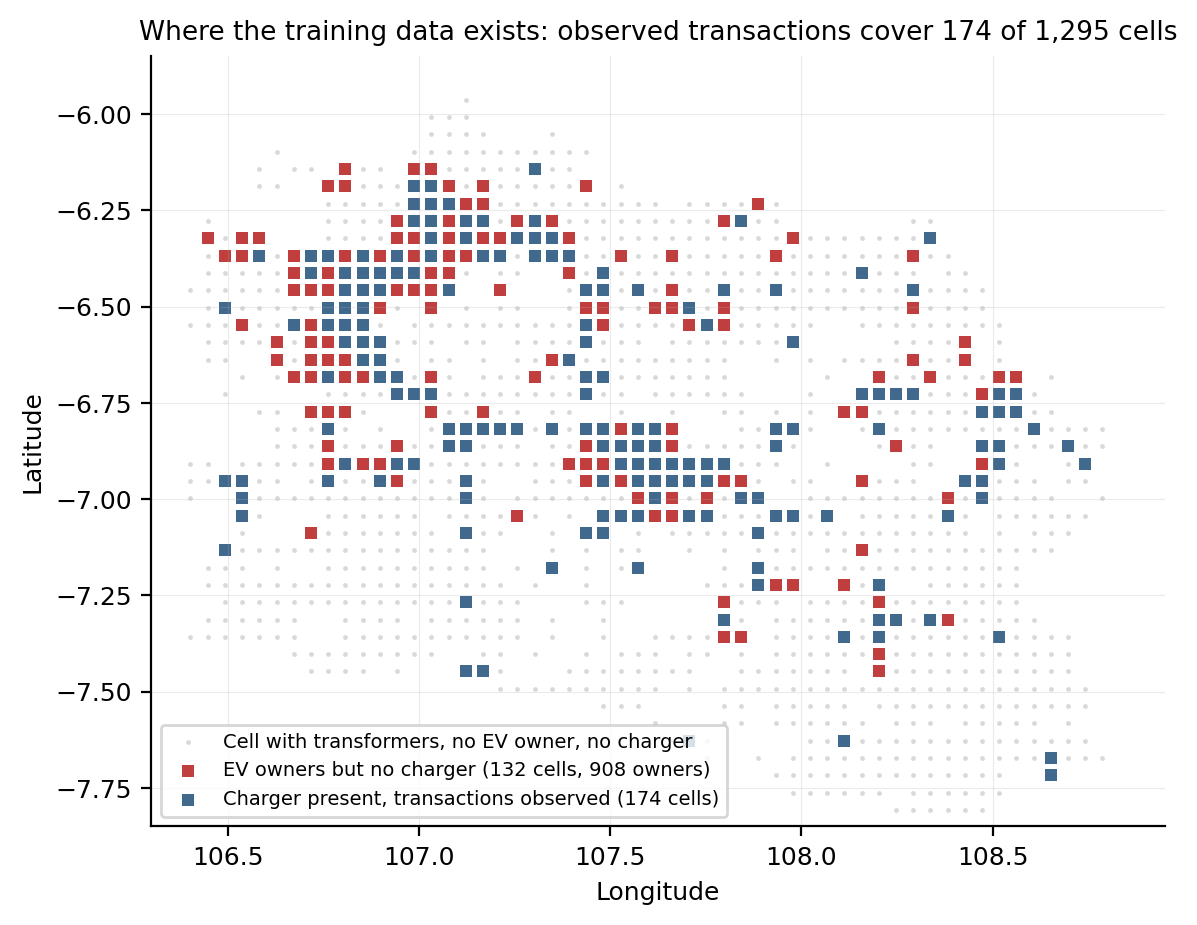 Where the training data exists: observed transactions cover 174 of 1,295 cells
−6.00
−6.25
−6.50
−6.75
−7.00
−7.25
−7.50
−7.75
Latitude
Cell with transformers, no EV owner, no charger
EV owners but no charger (132 cells, 908 owners)
Charger present, transactions observed (174 cells)
106.5 107.0 107.5 108.0 108.5
Longitude